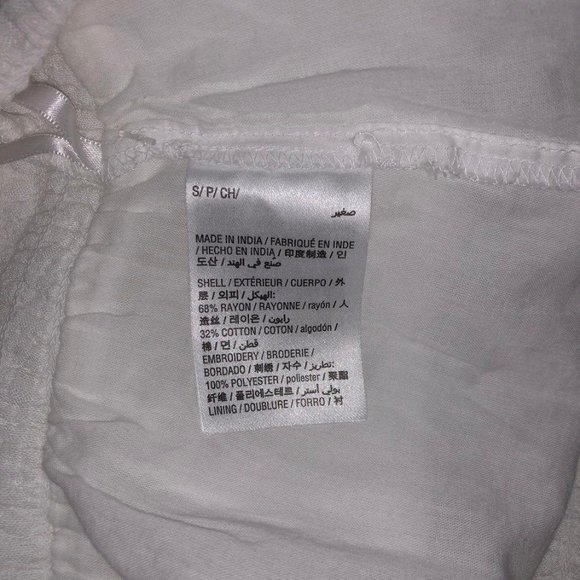 S/ P/ CH/
صغير
MADE IN INDIA / FABRIQUÉ EN INDE
/ HECHO EN INDIA / 印度制造 / 인
도산 / صنع في الهند
SHELL / EXTÉRIEUR / CUERPO / 外
层 / 외피 / الهيكل:
68% RAYON / RAYONNE / rayón / 人
造丝 / 레이온 / رايون
32% COTTON / COTON / algodón /
棉 / 면 / قطن
EMBROIDERY / BRODERIE /
BORDADO / 刺绣 / 자수 / تطريز:
100% POLYESTER / poliester / 聚酯
纤维 / 폴리에스테르 / بولي أستر
LINING / DOUBLURE / FORRO / 衬